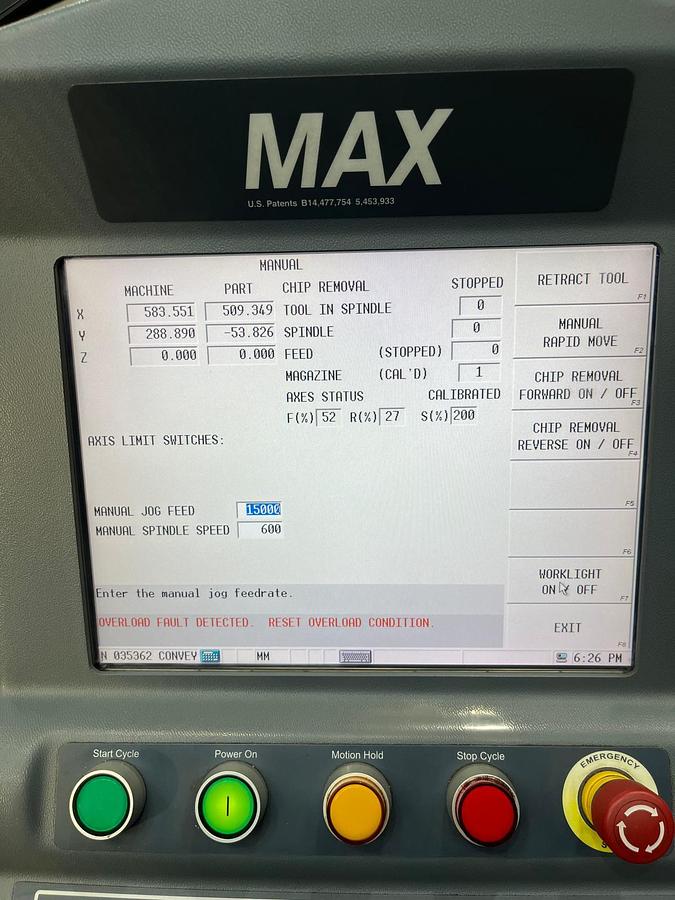 MAX
U.S. Patents B14,477,754 5,453,933
MANUAL
MACHINE PART CHIP REMOVAL STOPPED
X 583.551 509.349 TOOL IN SPINDLE 0
Y 288.890 -53.826 SPINDLE 0
Z 0.000 0.000 FEED (STOPPED) 0
MAGAZINE (CAL'D) 1
AXES STATUS CALIBRATED
F(%) 52 R(%) 27 S(%) 200
AXIS LIMIT SWITCHES:
MANUAL JOG FEED 15000
MANUAL SPINDLE SPEED 600
Enter the manual jog feedrate.
OVERLOAD FAULT DETECTED. RESET OVERLOAD CONDITION.
N 035362 CONVEY MM 6:26 PM
RETRACT TOOL
F1
MANUAL
RAPID MOVE
F2
CHIP REMOVAL
FORWARD ON / OFF
F3
CHIP REMOVAL
REVERSE ON / OFF
F4
F5
F6
WORKLIGHT
ON / OFF
F7
EXIT
F8
Start Cycle Power On Motion Hold Stop Cycle EMERGENCY